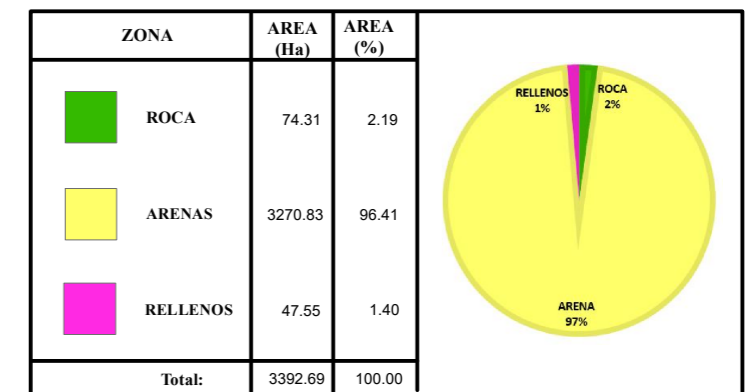 ZONA AREA (Ha) AREA (%)
ROCA 74.31 2.19
ARENAS 3270.83 96.41
RELLENOS 47.55 1.40
Total: 3392.69 100.00
RELLENOS
1%
ROCA
2%
ARENA
97%